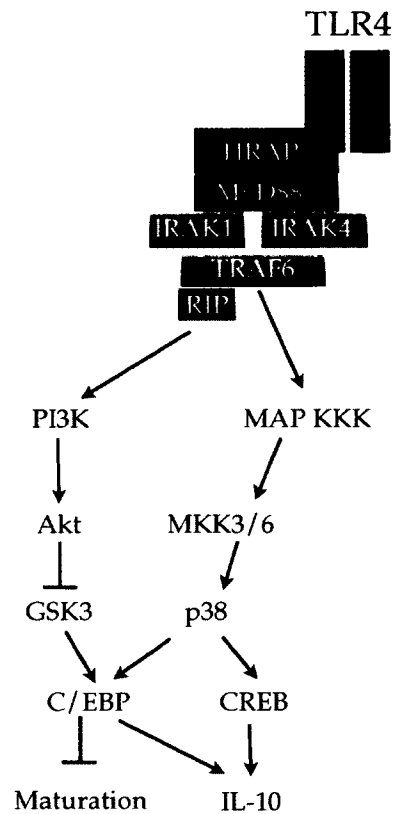 TLR4
TIRAP
MyD88
IRAK1 IRAK4
TRAF6
RIP
PI3K MAP KKK
Akt MKK3/6
GSK3 p38
C/EBP CREB
Maturation IL-10